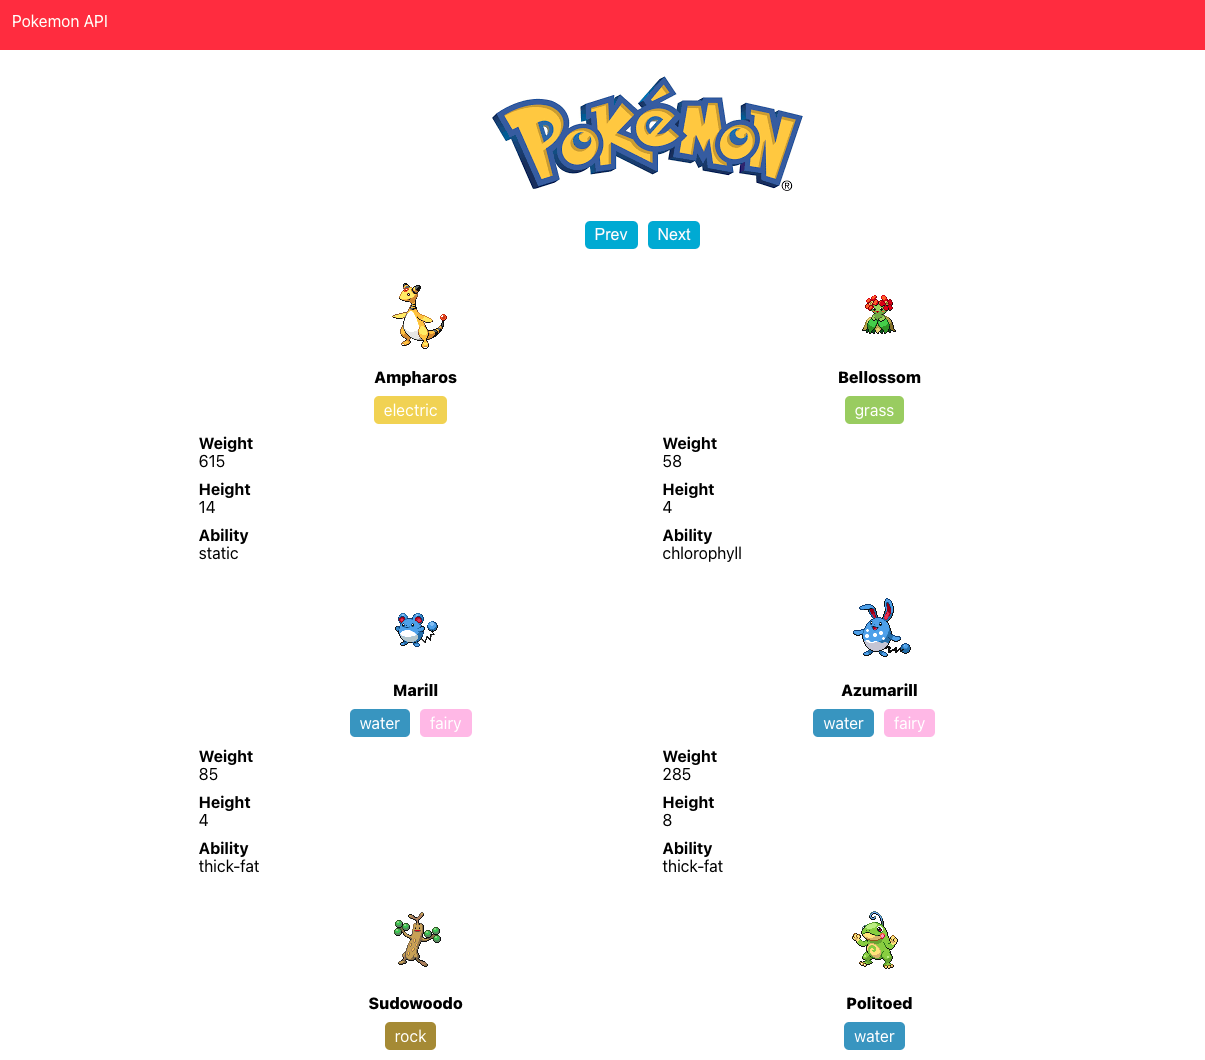 Pokemon API
POKéMON
®
Prev Next
Ampharos
electric
Weight
615
Height
14
Ability
static
Bellossom
grass
Weight
58
Height
4
Ability
chlorophyll
Marill
water fairy
Weight
85
Height
4
Ability
thick-fat
Azumarill
water fairy
Weight
285
Height
8
Ability
thick-fat
Sudowoodo
rock
Politoed
water